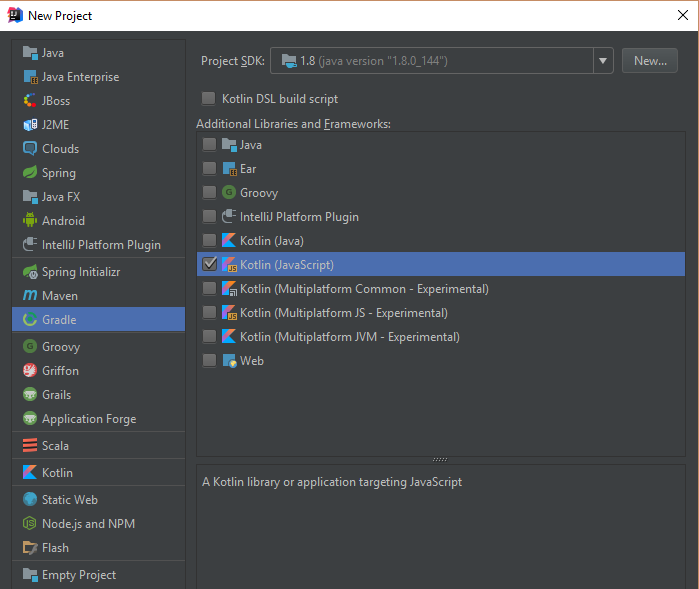 New Project
Java
Java Enterprise
JBoss
J2ME
Clouds
Spring
Java FX
Android
IntelliJ Platform Plugin
Spring Initializr
Maven
Gradle
Groovy
Griffon
Grails
Application Forge
Scala
Kotlin
Static Web
Node.js and NPM
Flash
Empty Project
Project SDK: 1.8 (java version "1.8.0_144") New...
Kotlin DSL build script
Additional Libraries and Frameworks:
Java
Ear
Groovy
IntelliJ Platform Plugin
Kotlin (Java)
Kotlin (JavaScript)
Kotlin (Multiplatform Common - Experimental)
Kotlin (Multiplatform JS - Experimental)
Kotlin (Multiplatform JVM - Experimental)
Web
A Kotlin library or application targeting JavaScript